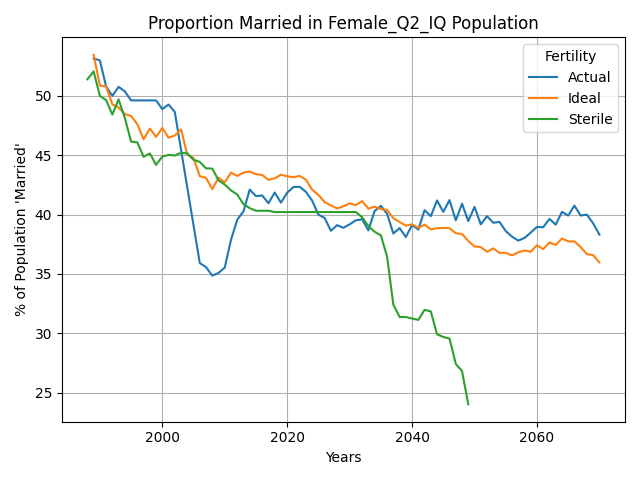 Proportion Married in Female_Q2_IQ Population
Fertility
Actual
Ideal
Sterile
% of Population 'Married'
50
45
40
35
30
25
2000
2020
2040
2060
Years